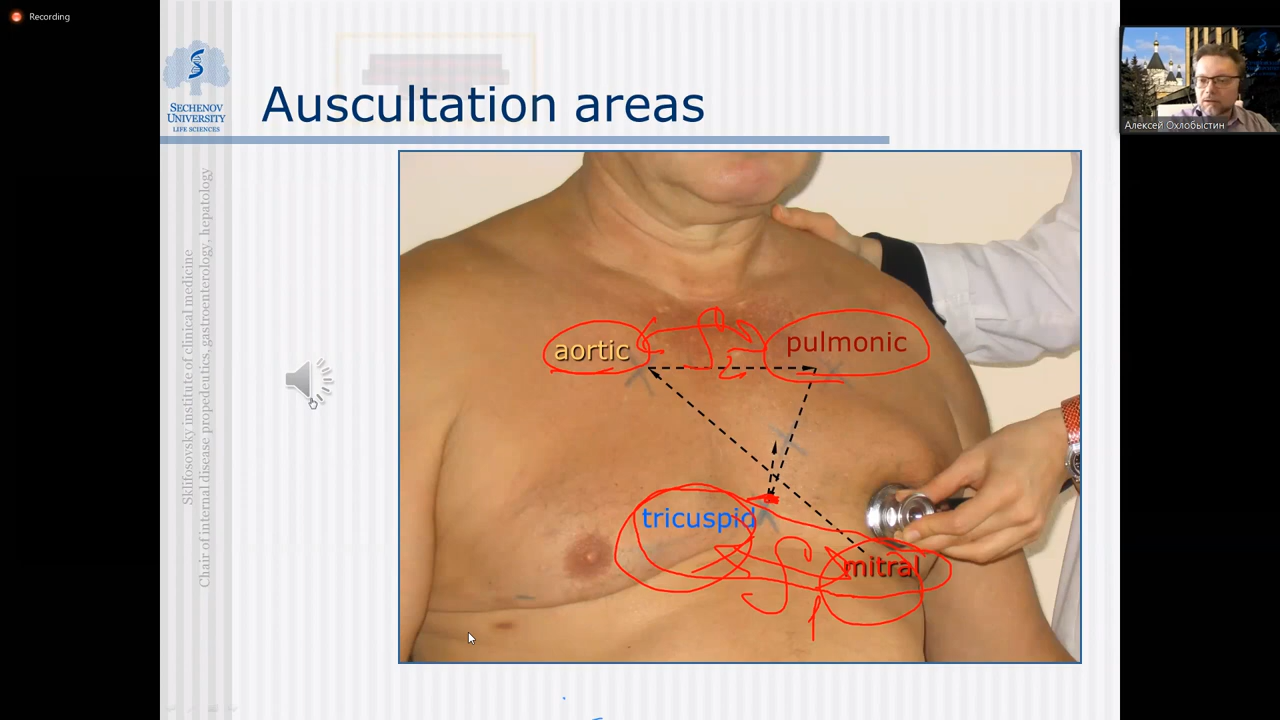 Recording
SECHENOV
UNIVERSITY
LIFE SCIENCES
Auscultation areas
Алексей Охлобыстин
Sklifosovsky institute of clinical medicine
Chair of internal disease propedeutics, gastroenterology, hepatology
aortic
pulmonic
tricuspid
mitral